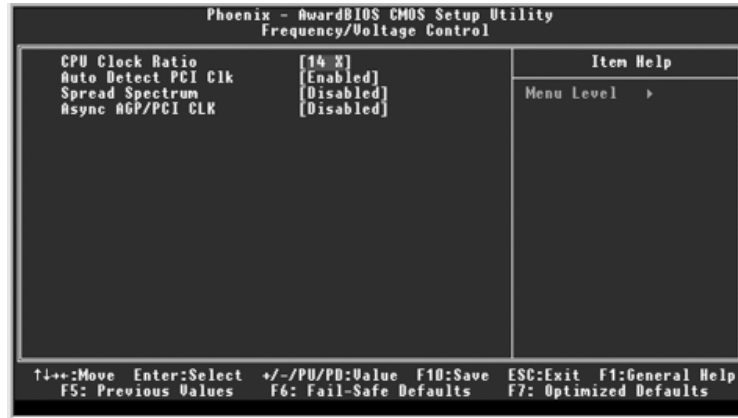 Phoenix - AwardBIOS CMOS Setup Utility
Frequency/Voltage Control
CPU Clock Ratio [14 X]
Auto Detect PCI Clk [Enabled]
Spread Spectrum [Disabled]
Async AGP/PCI CLK [Disabled]
Item Help
Menu Level ▸
↑↓→←:Move Enter:Select +/-/PU/PD:Value F10:Save ESC:Exit F1:General Help
F5: Previous Values F6: Fail-Safe Defaults F7: Optimized Defaults